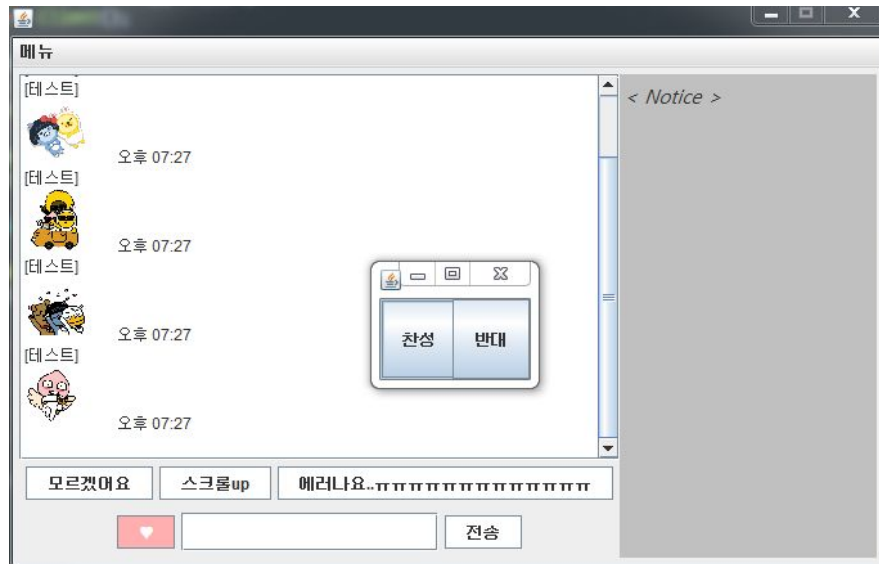 메뉴
[테스트]
오후 07:27
[테스트]
오후 07:27
[테스트]
오후 07:27
[테스트]
오후 07:27
< Notice >
찬성 반대
모르겠어요 스크롤up 에러나요..ㅠㅠㅠㅠㅠㅠㅠㅠㅠㅠㅠㅠㅠㅠ
♥ 전송